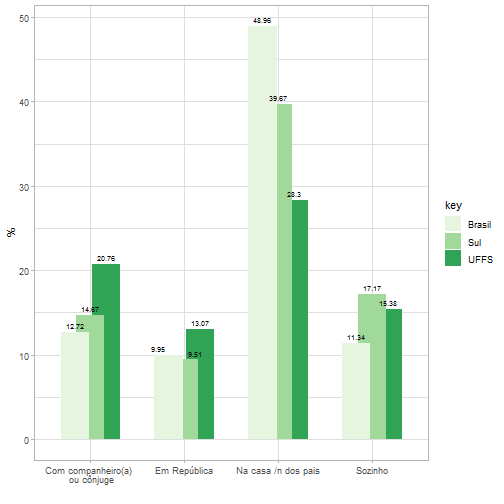 50
40
30
20
10
0
%
48.96
39.67
28.3
20.76
14.67
12.72
9.95
9.51
13.07
11.34
17.17
15.38
Com companheiro(a)
ou cônjuge
Em República
Na casa /n dos pais
Sozinho
key
Brasil
Sul
UFFS